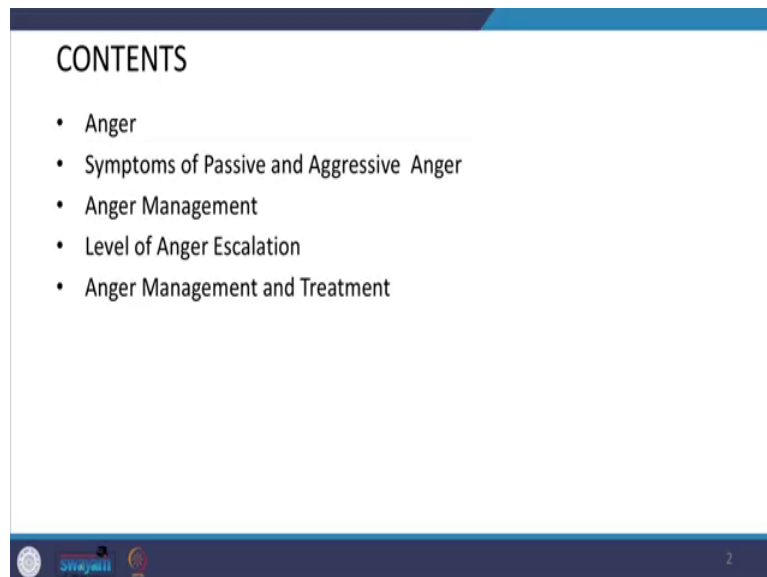 CONTENTS
• Anger
• Symptoms of Passive and Aggressive Anger
• Anger Management
• Level of Anger Escalation
• Anger Management and Treatment
swayam
2